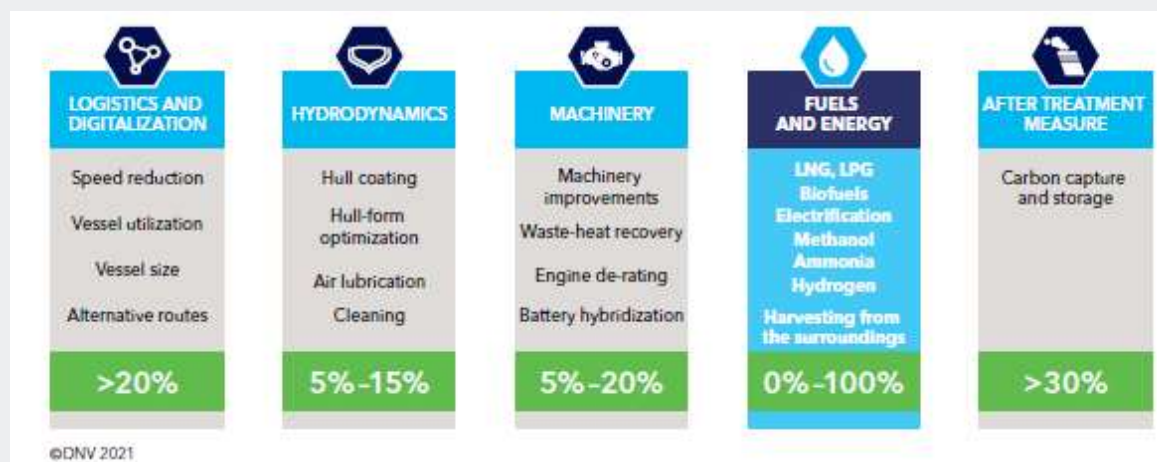 LOGISTICS AND
DIGITALIZATION
Speed reduction
Vessel utilization
Vessel size
Alternative routes
>20%
HYDRODYNAMICS
Hull coating
Hull-form
optimization
Air lubrication
Cleaning
5%-15%
MACHINERY
Machinery
improvements
Waste-heat recovery
Engine de-rating
Battery hybridization
5%-20%
FUELS
AND ENERGY
LNG, LPG
Biofuels
Electrification
Methanol
Ammonia
Hydrogen
Harvesting from
the surroundings
0%-100%
AFTER TREATMENT
MEASURE
Carbon capture
and storage
>30%
©DNV 2021